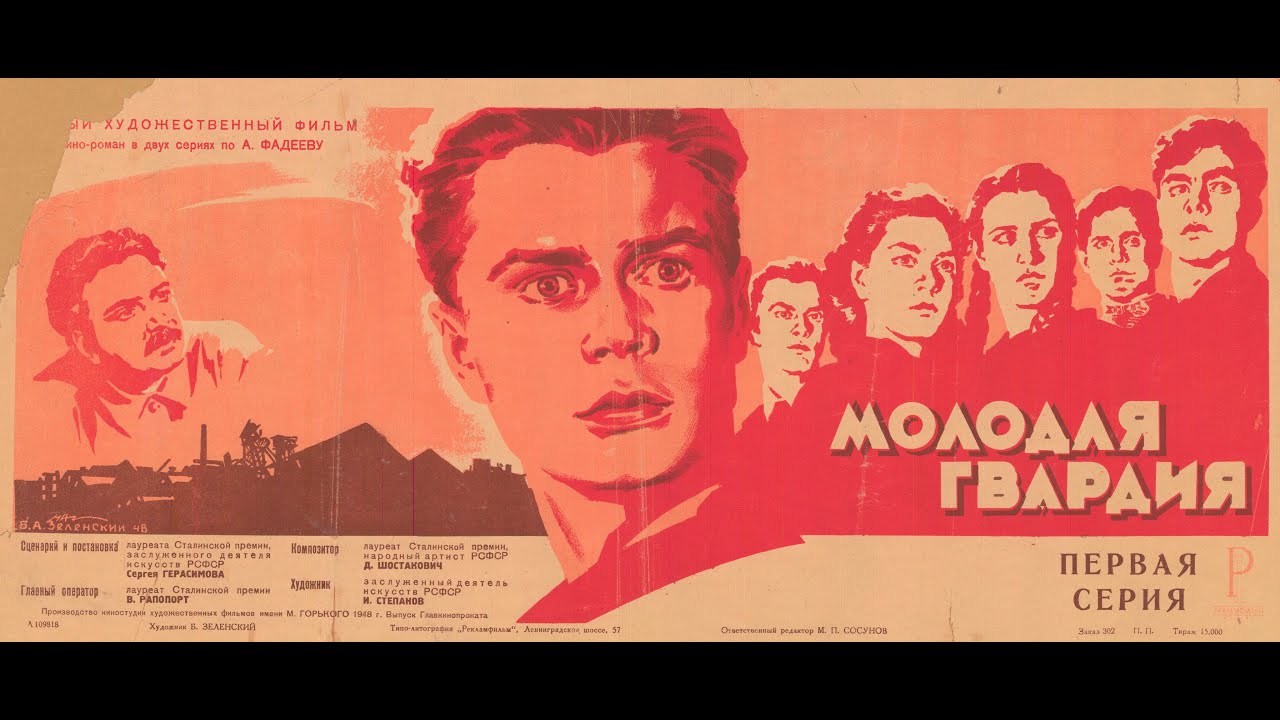 ЫЙ ХУДОЖЕСТВЕННЫЙ ФИЛЬМ
ино-роман в двух сериях по А. ФАДЕЕВУ
МОЛОДАЯ
ГВАРДИЯ
ПЕРВАЯ
СЕРИЯ
Р
МАЙ
Б.А.ЗЕЛЕНСКИЙ 48
Сценарий и постановка лауреата Сталинской премии,
заслуженного деятеля
искусств РСФСР
Сергея ГЕРАСИМОВА
Главный оператор лауреат Сталинской премии
В. РАПОПОРТ
Композитор лауреат Сталинской премии,
народный артист РСФСР
Д. ШОСТАКОВИЧ
Художник заслуженный деятель
искусств РСФСР
И. СТЕПАНОВ
Производство киностудии художественных фильмов имени М. ГОРЬКОГО 1948 г. Выпуск Главкинопроката
А109818 Художник Б. ЗЕЛЕНСКИЙ Типо-литография „Рекламфильм", Ленинградское шоссе, 57 Ответственный редактор М. П. СОСУНОВ Заказ 302 П. П. Тираж 15,000